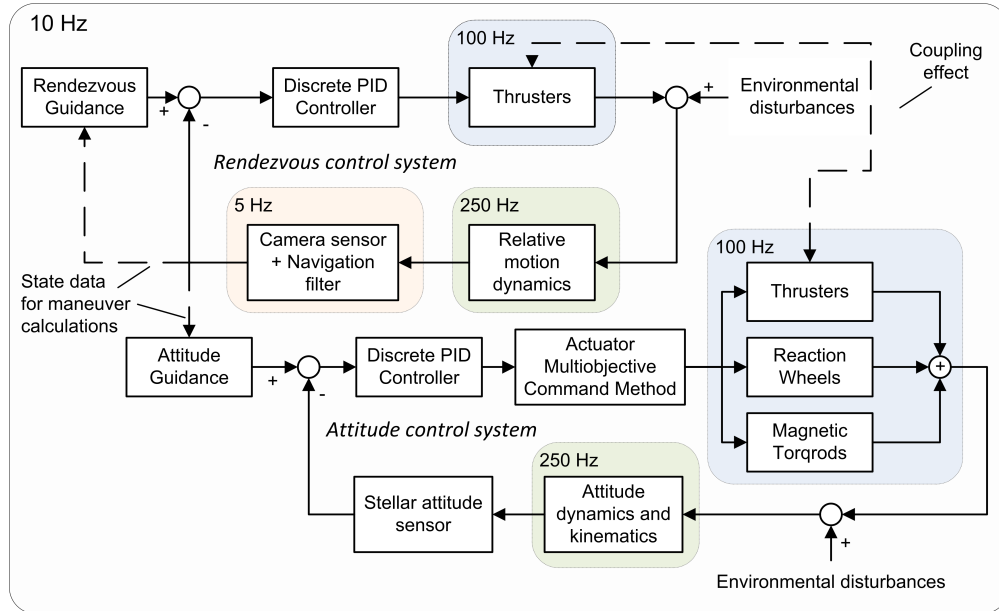 10 Hz
100 Hz
Coupling
effect
Rendezvous
Guidance
+
-
Discrete PID
Controller
Thrusters
+
Environmental
disturbances
Rendezvous control system
5 Hz
Camera sensor
+ Navigation
filter
250 Hz
Relative
motion
dynamics
State data
for maneuver
calculations
100 Hz
Thrusters
Reaction
Wheels
Magnetic
Torqrods
+
Attitude
Guidance
+
-
Discrete PID
Controller
Actuator
Multiobjective
Command Method
Attitude control system
250 Hz
Attitude
dynamics and
kinematics
Stellar attitude
sensor
+
Environmental disturbances